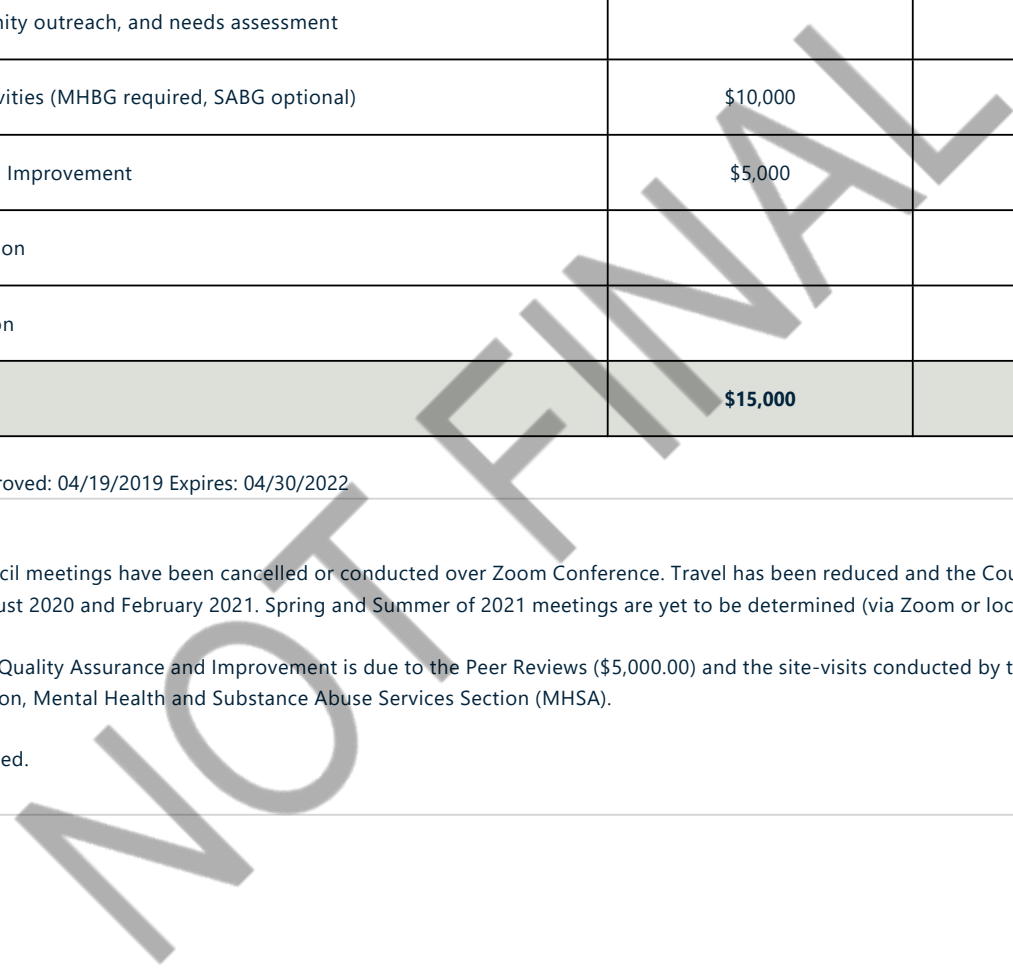 nity outreach, and needs assessment
vities (MHBG required, SABG optional) $10,000
Improvement $5,000
on
on
$15,000
roved: 04/19/2019 Expires: 04/30/2022
cil meetings have been cancelled or conducted over Zoom Conference. Travel has been reduced and the Cou
ust 2020 and February 2021. Spring and Summer of 2021 meetings are yet to be determined (via Zoom or loc
Quality Assurance and Improvement is due to the Peer Reviews ($5,000.00) and the site-visits conducted by t
on, Mental Health and Substance Abuse Services Section (MHSA).
ed.
NOT FINAL